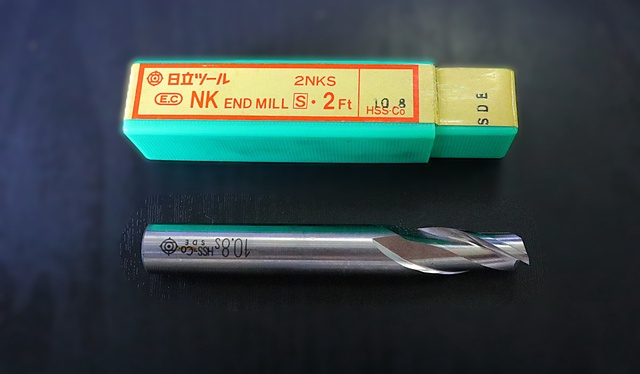 日立ツール 2NKS
E.C NK END MILL S・2Ft 10.8
HSS-Co
SDE
10.8S
HSS-Co
SDE